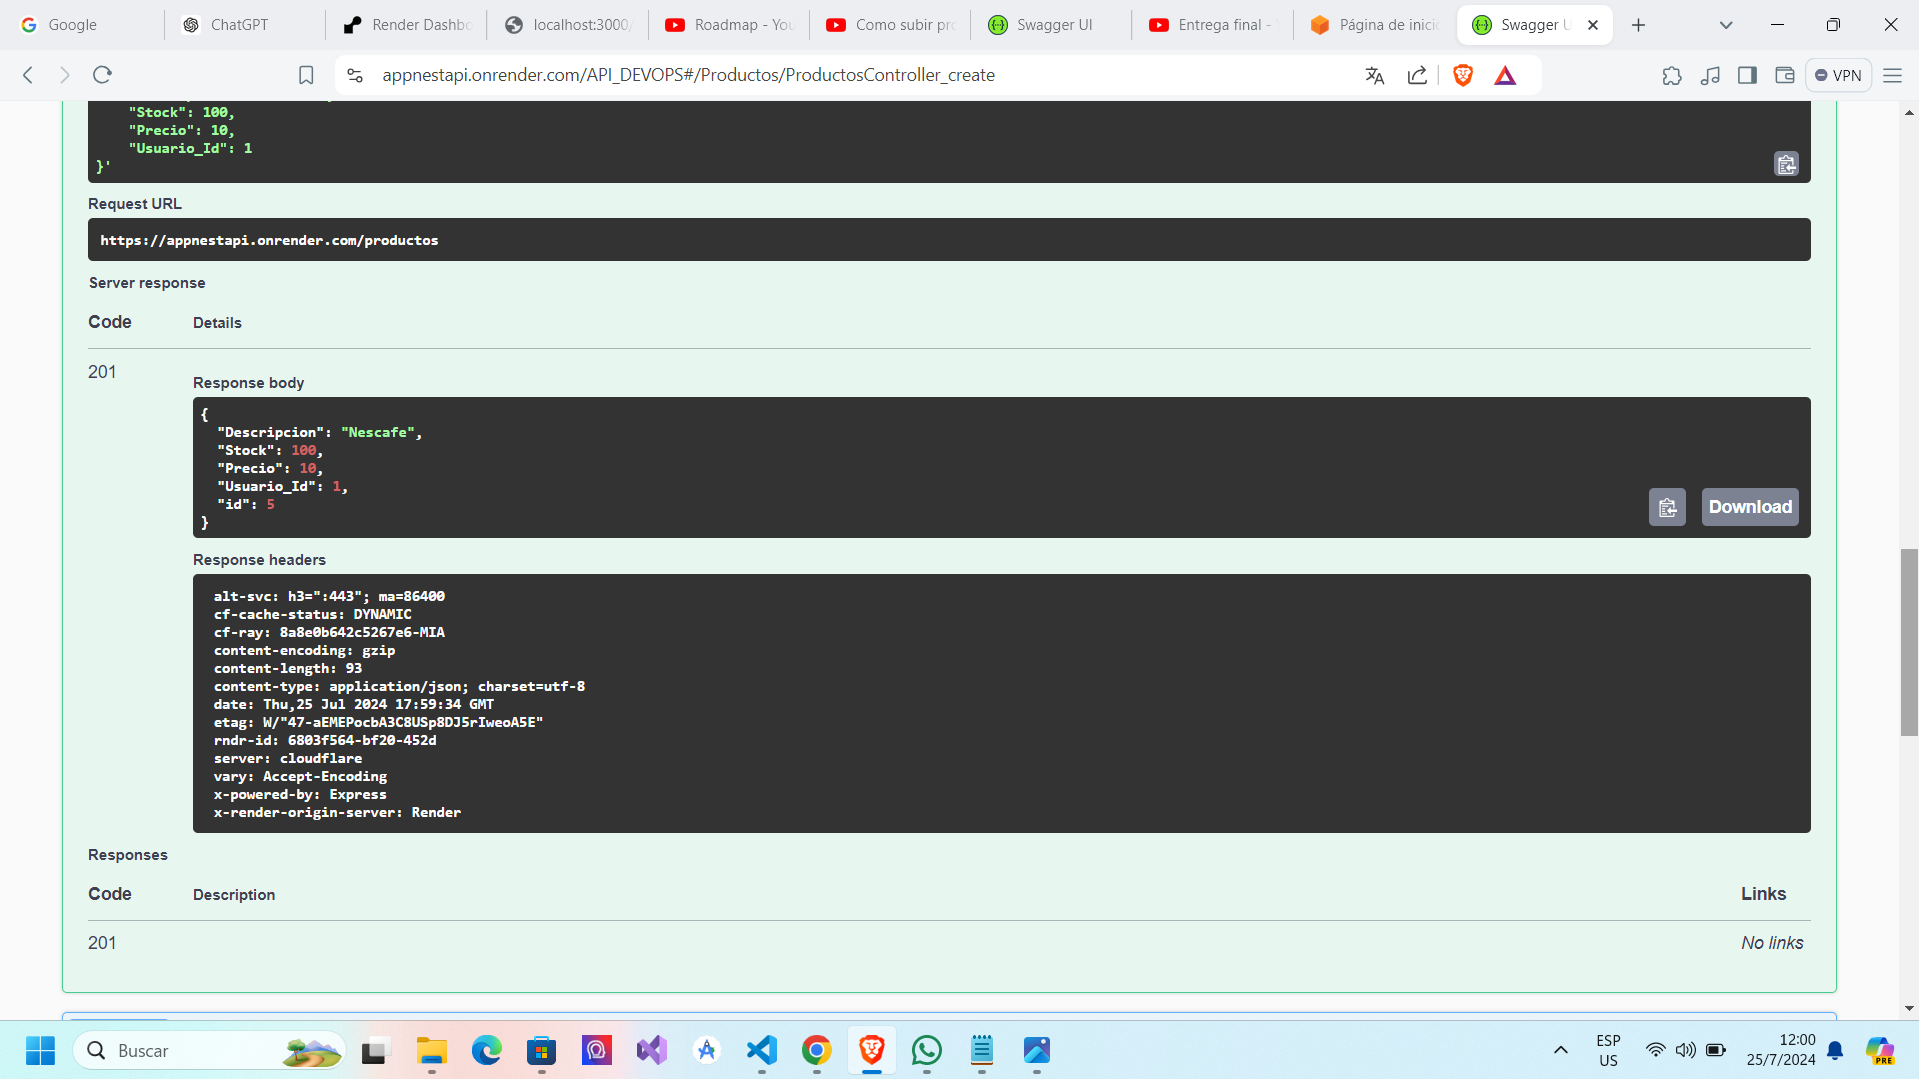 Google
ChatGPT
Render Dashbo
localhost:3000/
Roadmap - You
Como subir pro
Swagger UI
Entrega final -
Página de inici
Swagger U
appnestapi.onrender.com/API_DEVOPS#/Productos/ProductosController_create
VPN
"Stock": 100,
"Precio": 10,
"Usuario_Id": 1
}'
Request URL
https://appnestapi.onrender.com/productos
Server response
Code Details
201
Response body
{
"Descripcion": "Nescafe",
"Stock": 100,
"Precio": 10,
"Usuario_Id": 1,
"id": 5
}
Download
Response headers
alt-svc: h3=":443"; ma=86400
cf-cache-status: DYNAMIC
cf-ray: 8a8e0b642c5267e6-MIA
content-encoding: gzip
content-length: 93
content-type: application/json; charset=utf-8
date: Thu,25 Jul 2024 17:59:34 GMT
etag: W/"47-aEMEPocbA3C8USp8DJ5rIweoA5E"
rndr-id: 6803f564-bf20-452d
server: cloudflare
vary: Accept-Encoding
x-powered-by: Express
x-render-origin-server: Render
Responses
Code Description Links
201 No links
Buscar
ESP
US
12:00
25/7/2024
PRE